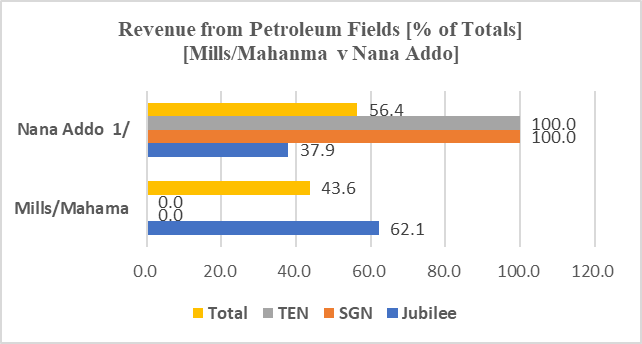 Revenue from Petroleum Fields [% of Totals]
[Mills/Mahanma v Nana Addo]
Nana Addo 1/
56.4
100.0
100.0
37.9
Mills/Mahama
43.6
0.0
0.0
62.1
0.0 20.0 40.0 60.0 80.0 100.0 120.0
Total TEN SGN Jubilee